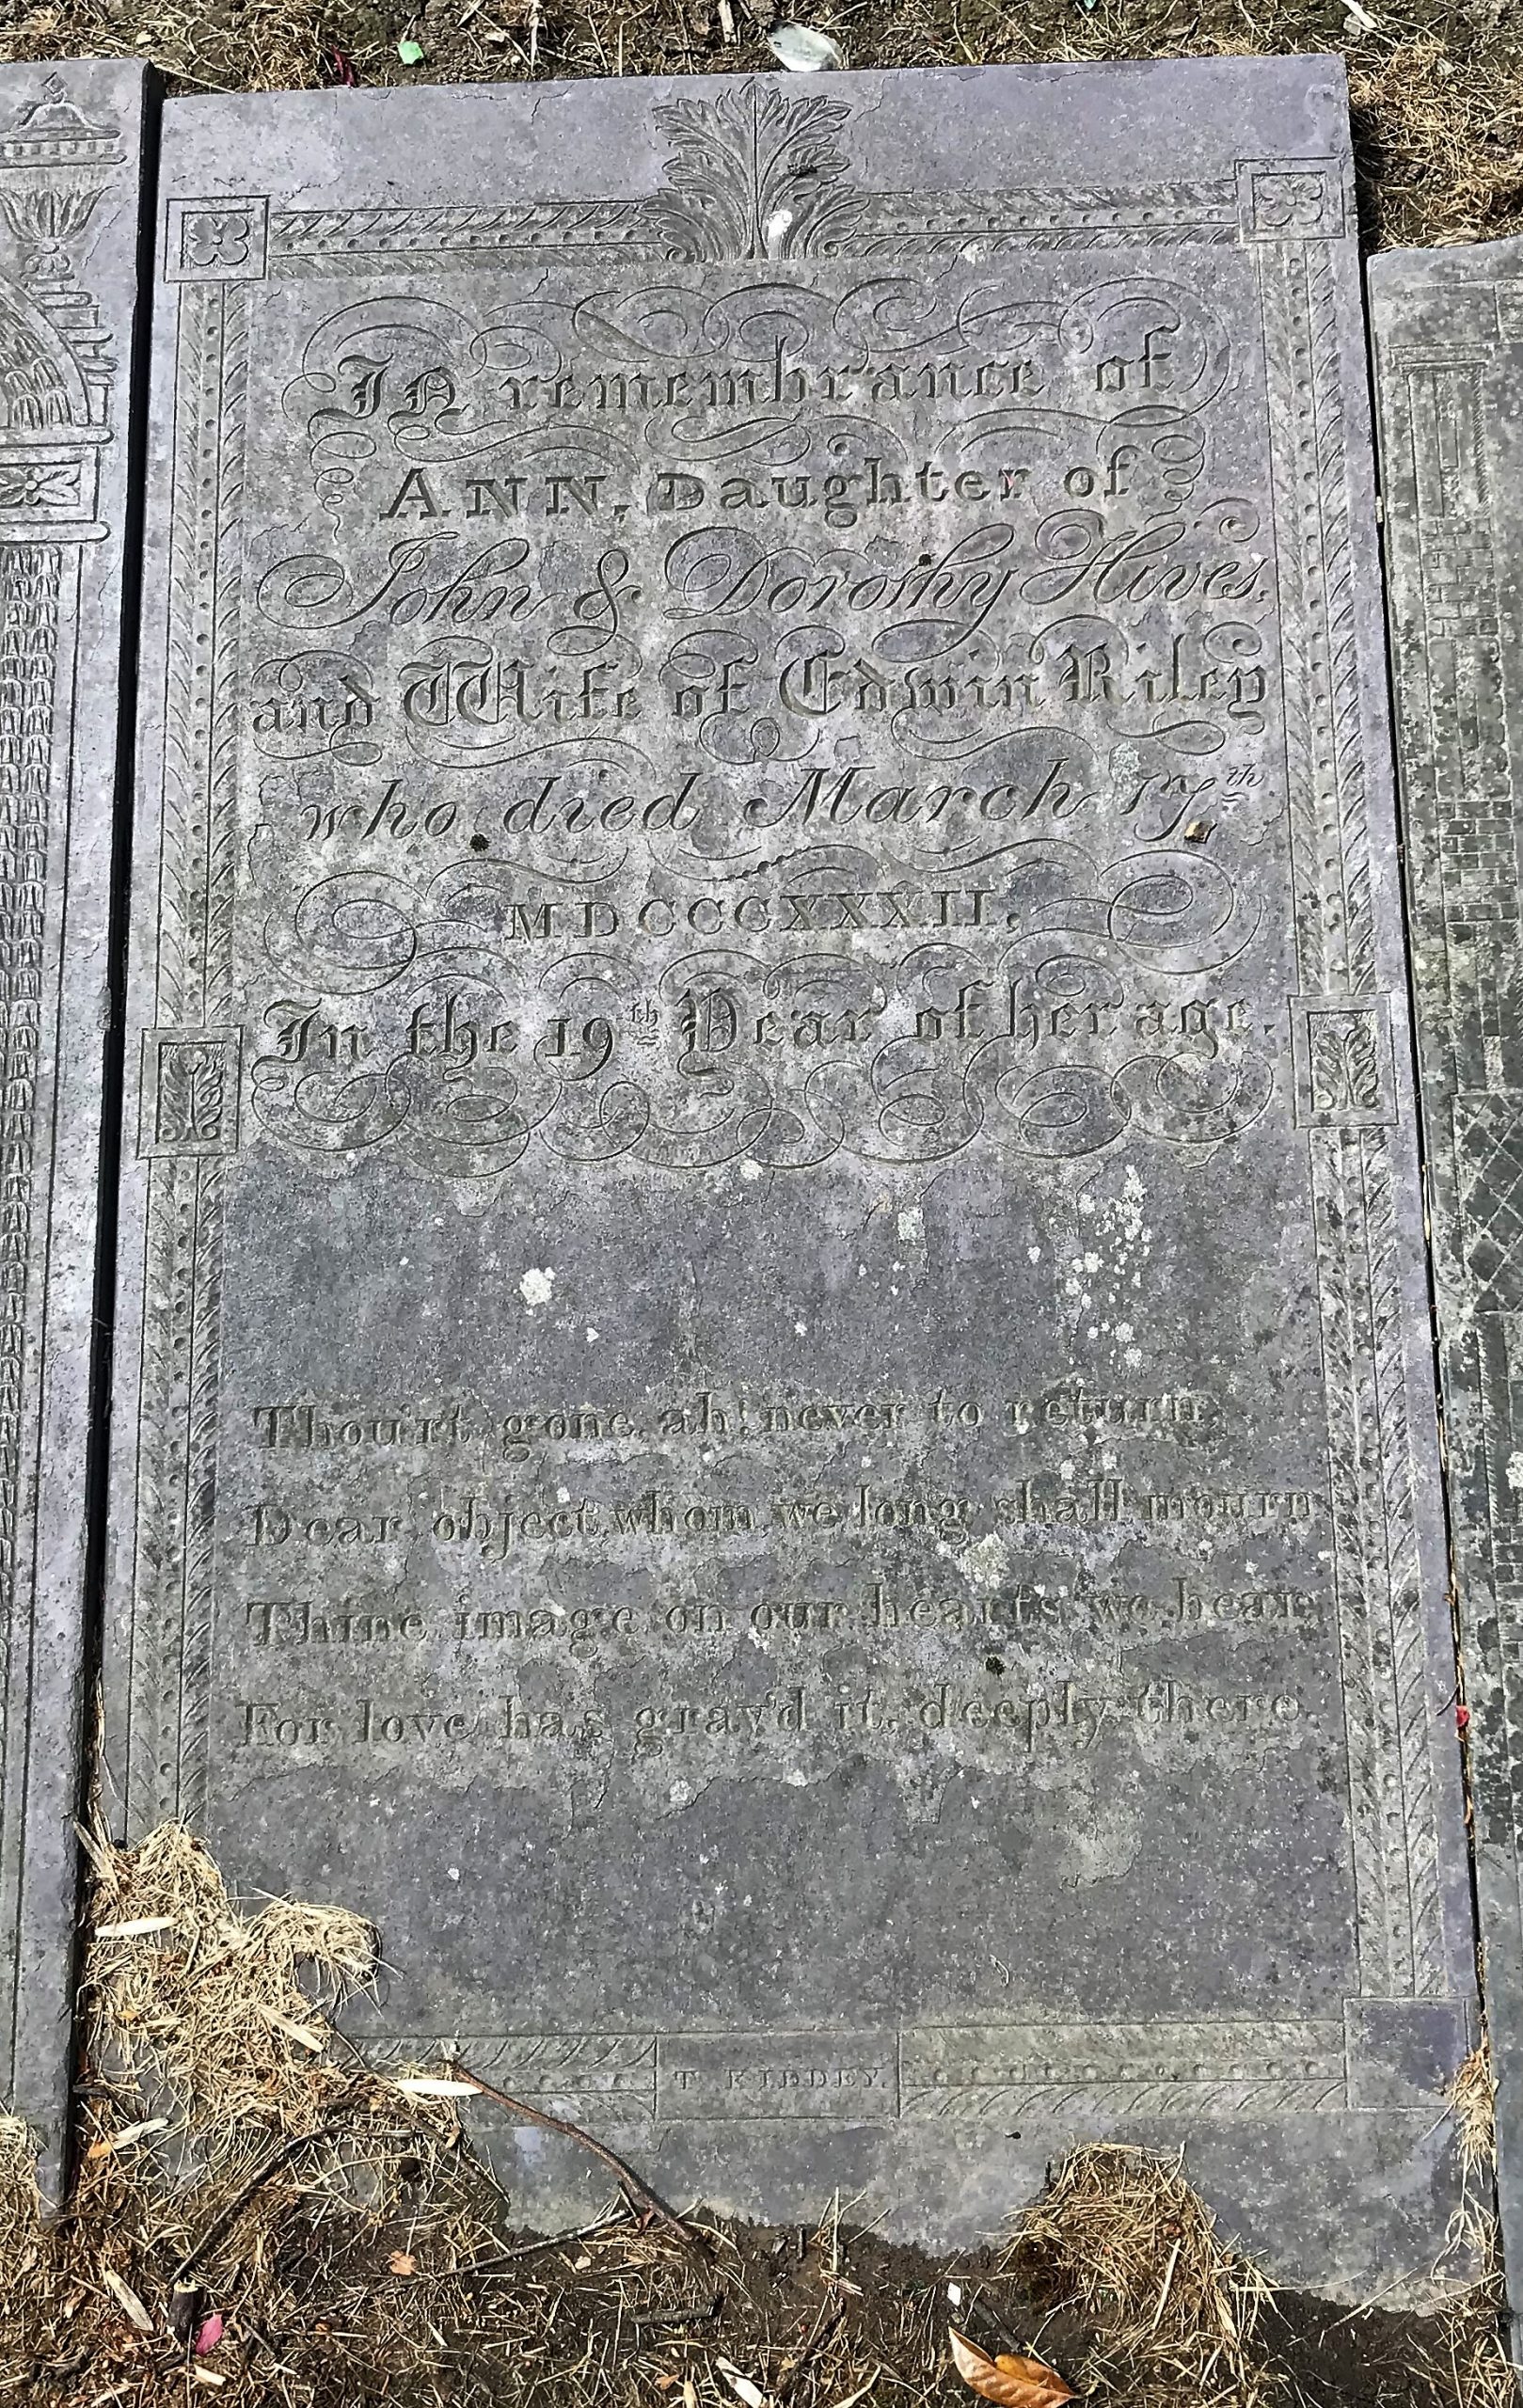 In remembrance of
ANN, Daughter of
John & Dorothy Hives,
and Wife of Edwin Riley
who died March 17th
MDCCCXXXII,
In the 19th Year of her age.
Thou'rt gone, ah! never to return,
Dear object, whom we long shall mourn
Thine image on our hearts we bear,
For love has grav'd it, deeply there
T. KIDDEY.